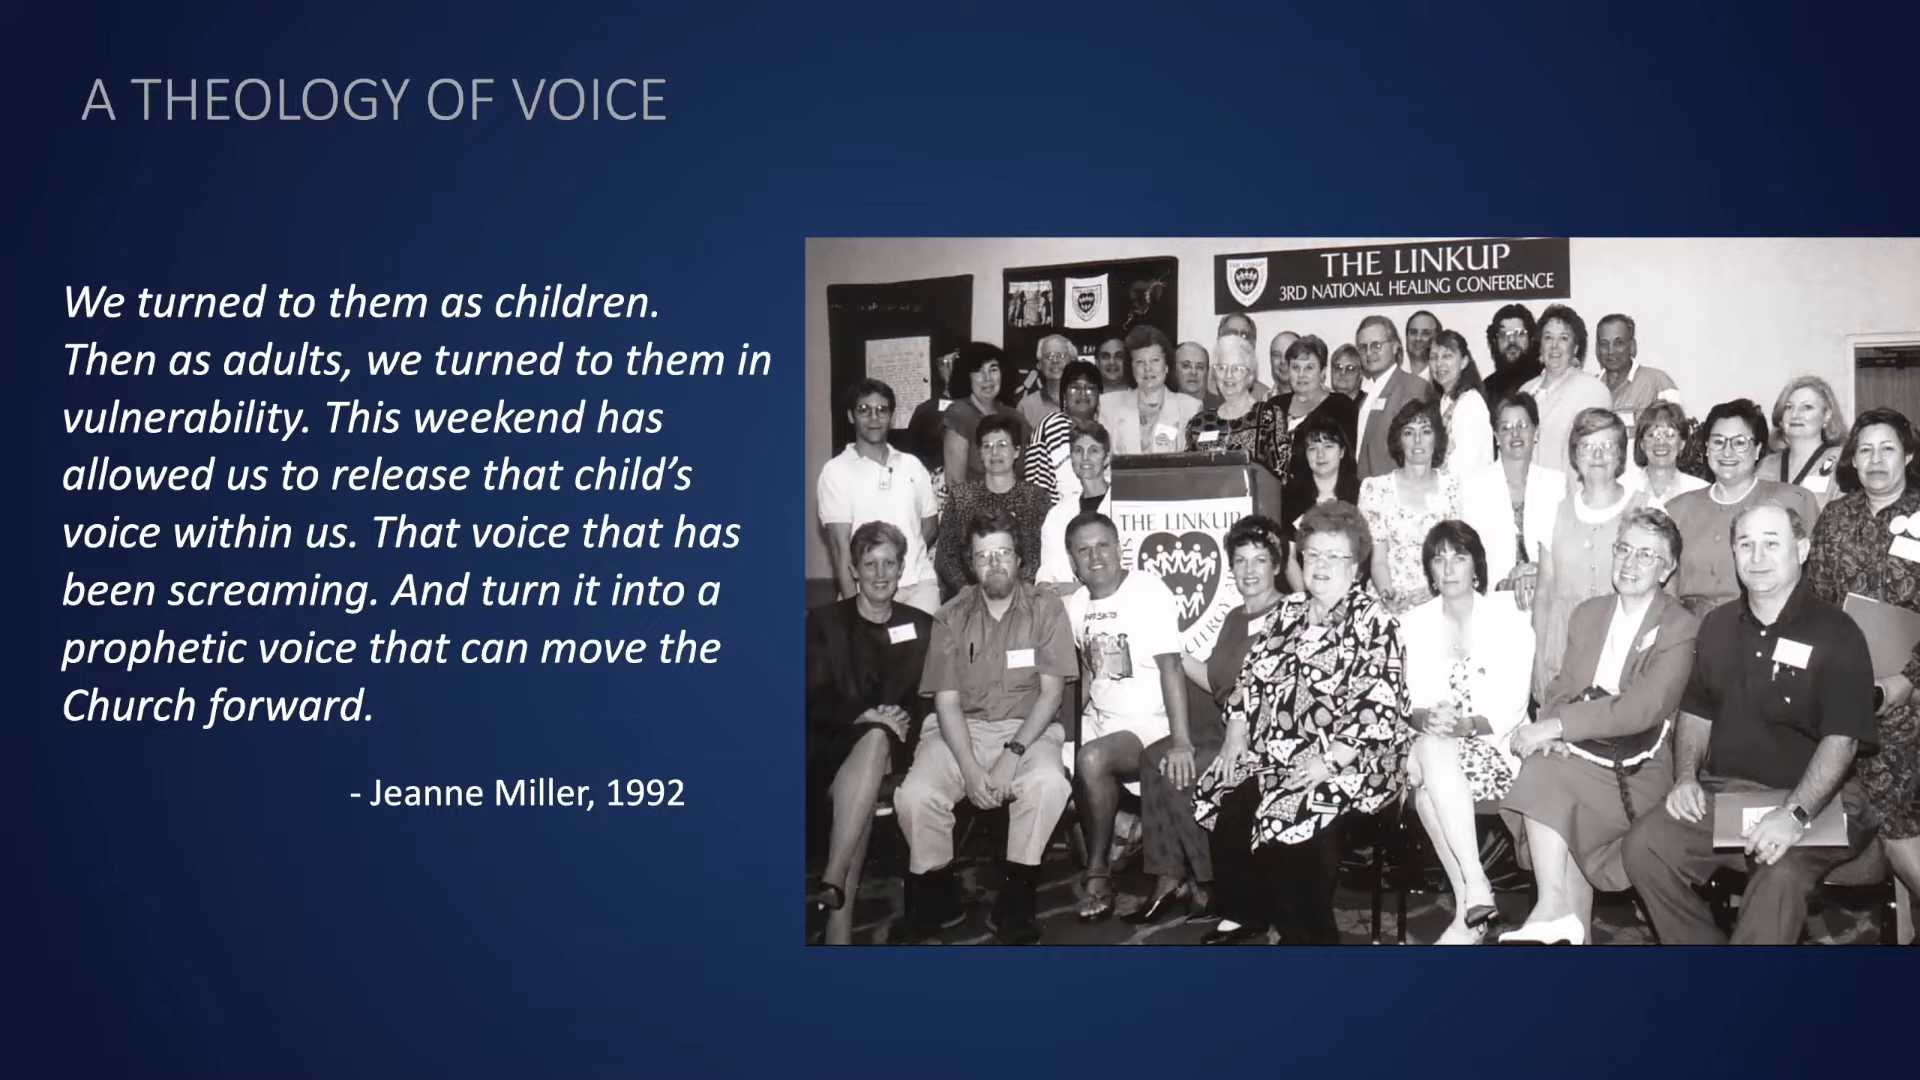 A THEOLOGY OF VOICE
We turned to them as children.
Then as adults, we turned to them in
vulnerability. This weekend has
allowed us to release that child’s
voice within us. That voice that has
been screaming. And turn it into a
prophetic voice that can move the
Church forward.
- Jeanne Miller, 1992
THE LINKUP
3RD NATIONAL HEALING CONFERENCE
THE LINKUP
CLERGY